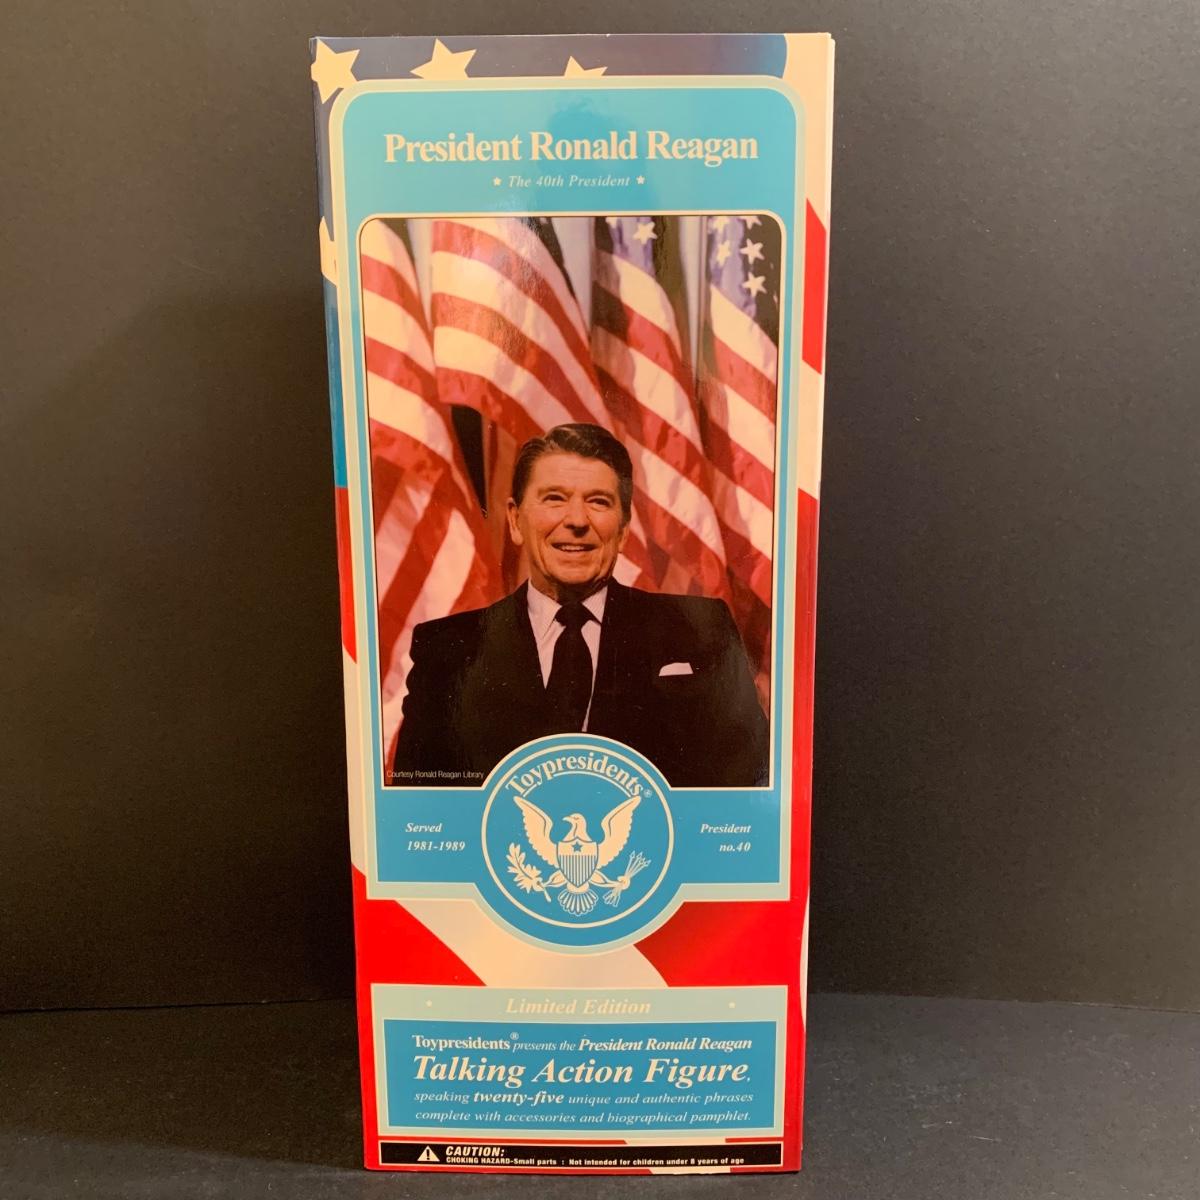 President Ronald Reagan
★ The 40th President ★
Courtesy Ronald Reagan Library
Toypresidents®
Served
1981-1989
President
no.40
Limited Edition
Toypresidents® presents the President Ronald Reagan
Talking Action Figure,
speaking twenty-five unique and authentic phrases
complete with accessories and biographical pamphlet.
CAUTION:
CHOKING HAZARD-Small parts : Not intended for children under 8 years of age